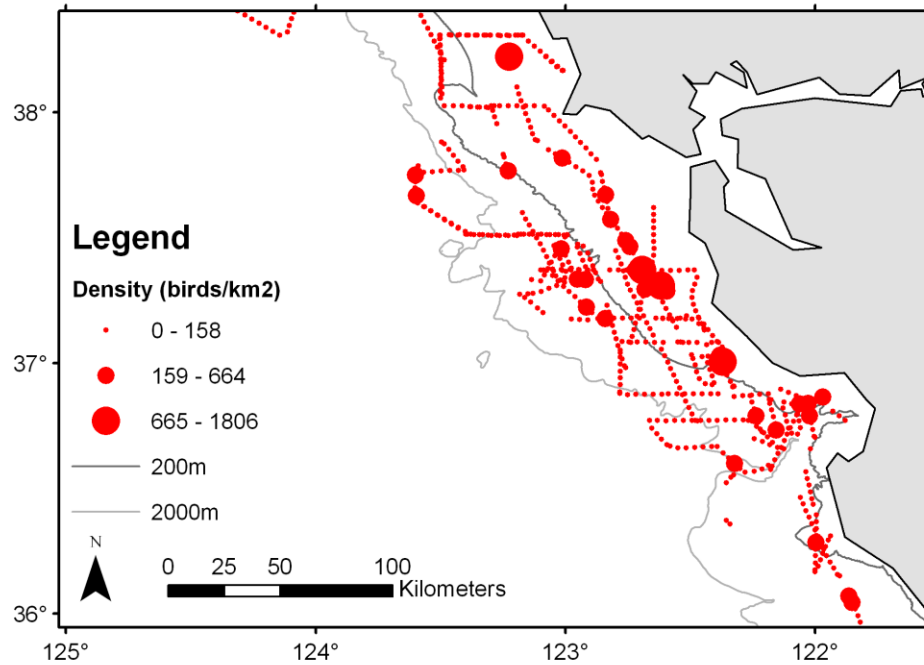 38°
37°
36°
Legend
Density (birds/km2)
0 - 158
159 - 664
665 - 1806
200m
2000m
N
0 25 50 100
Kilometers
125° 124° 123° 122°